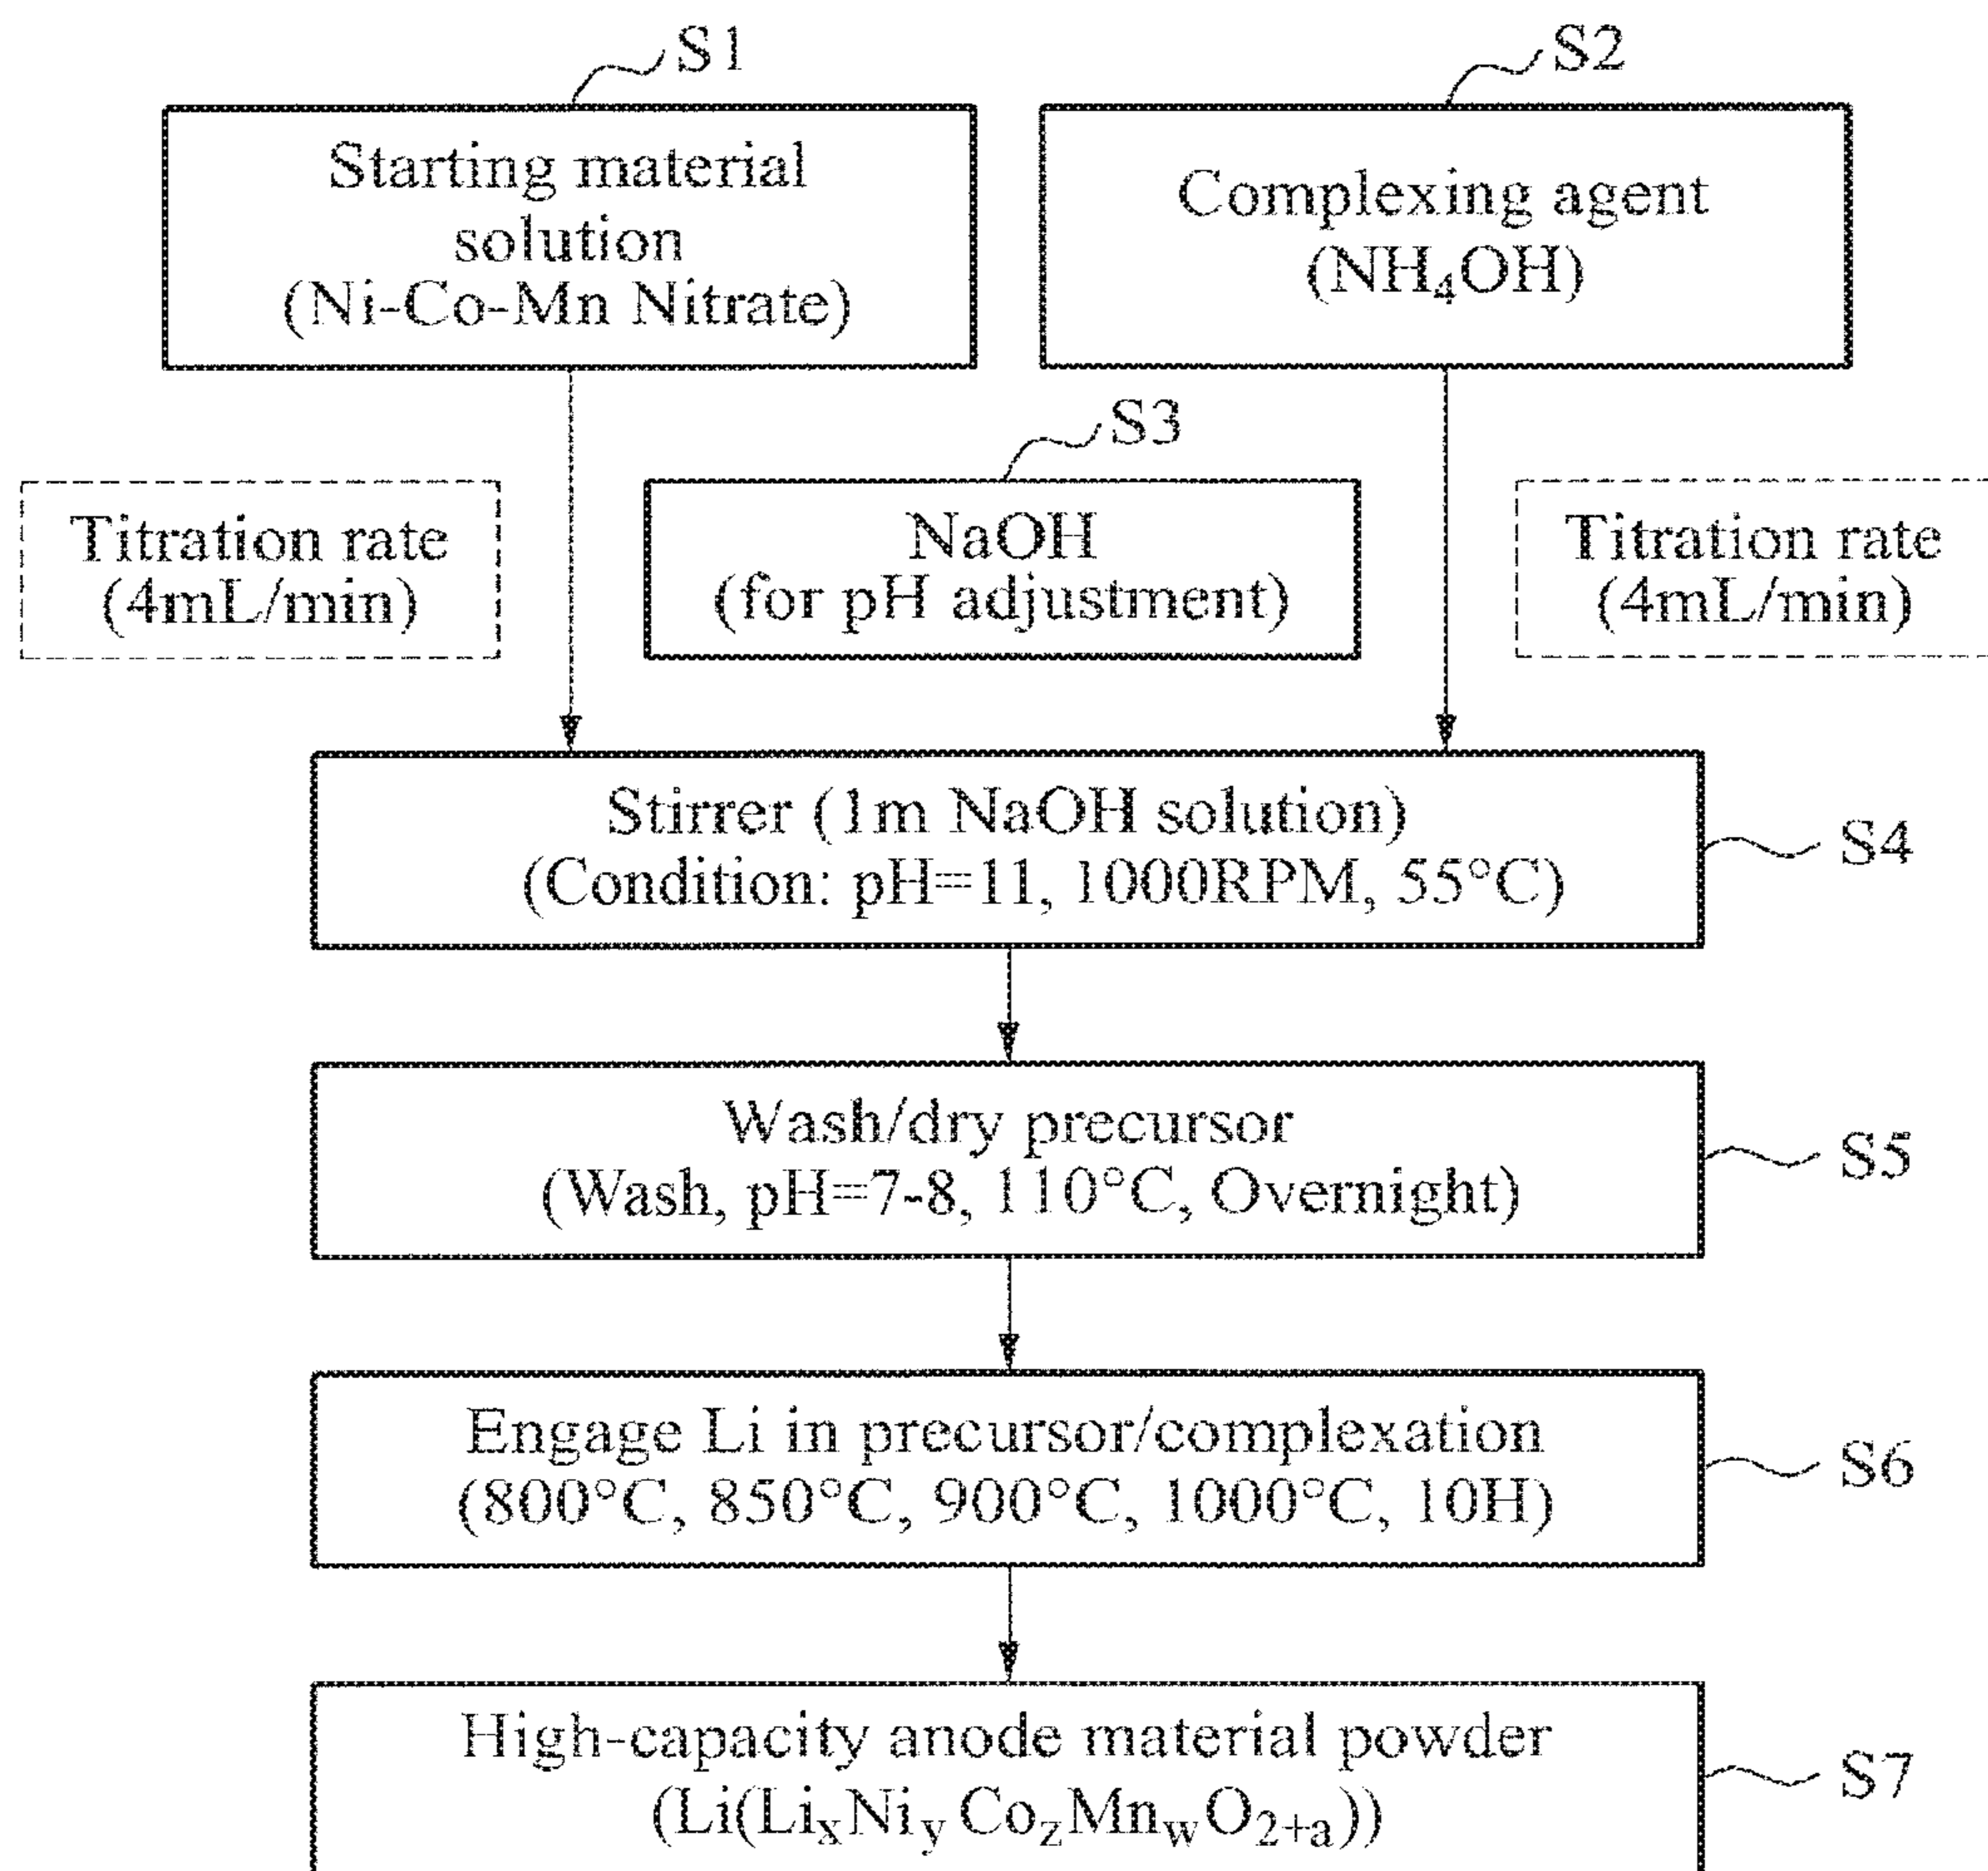 S1
S2
Starting material
solution
(Ni-Co-Mn Nitrate)
Complexing agent
(NH₄OH)
S3
Titration rate
(4mL/min)
NaOH
(for pH adjustment)
Titration rate
(4mL/min)
Stirrer (1m NaOH solution)
(Condition: pH=11, 1000RPM, 55°C)
S4
Wash/dry precursor
(Wash, pH=7-8, 110°C, Overnight)
S5
Engage Li in precursor/complexation
(800°C, 850°C, 900°C, 1000°C, 10H)
S6
High-capacity anode material powder
(Li(LiₓNi_yCo_zMn_wO₂₊ₐ))
S7